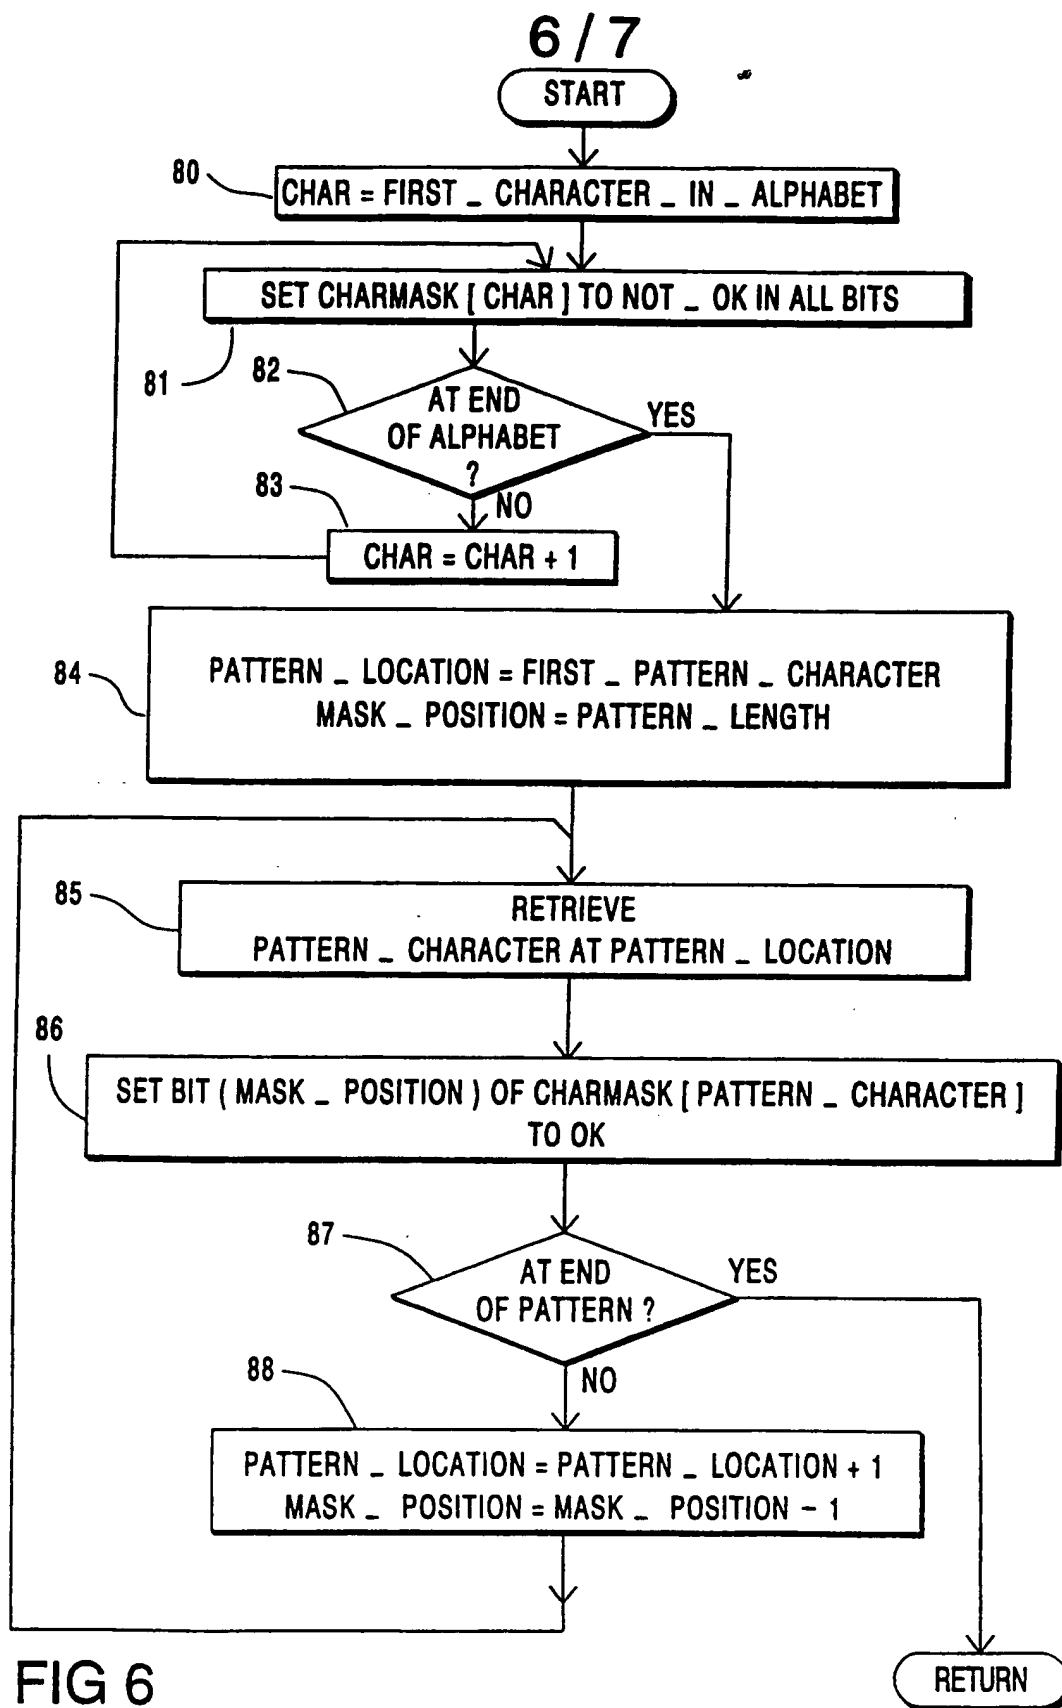 6 / 7
START
80
CHAR = FIRST _ CHARACTER _ IN _ ALPHABET
SET CHARMASK [ CHAR ] TO NOT _ OK IN ALL BITS
81
82
AT END
OF ALPHABET
?
YES
83
NO
CHAR = CHAR + 1
84
PATTERN _ LOCATION = FIRST _ PATTERN _ CHARACTER
MASK _ POSITION = PATTERN _ LENGTH
85
RETRIEVE
PATTERN _ CHARACTER AT PATTERN _ LOCATION
86
SET BIT ( MASK _ POSITION ) OF CHARMASK [ PATTERN _ CHARACTER ]
TO OK
87
AT END
OF PATTERN ?
YES
88
NO
PATTERN _ LOCATION = PATTERN _ LOCATION + 1
MASK _ POSITION = MASK _ POSITION - 1
FIG 6
RETURN